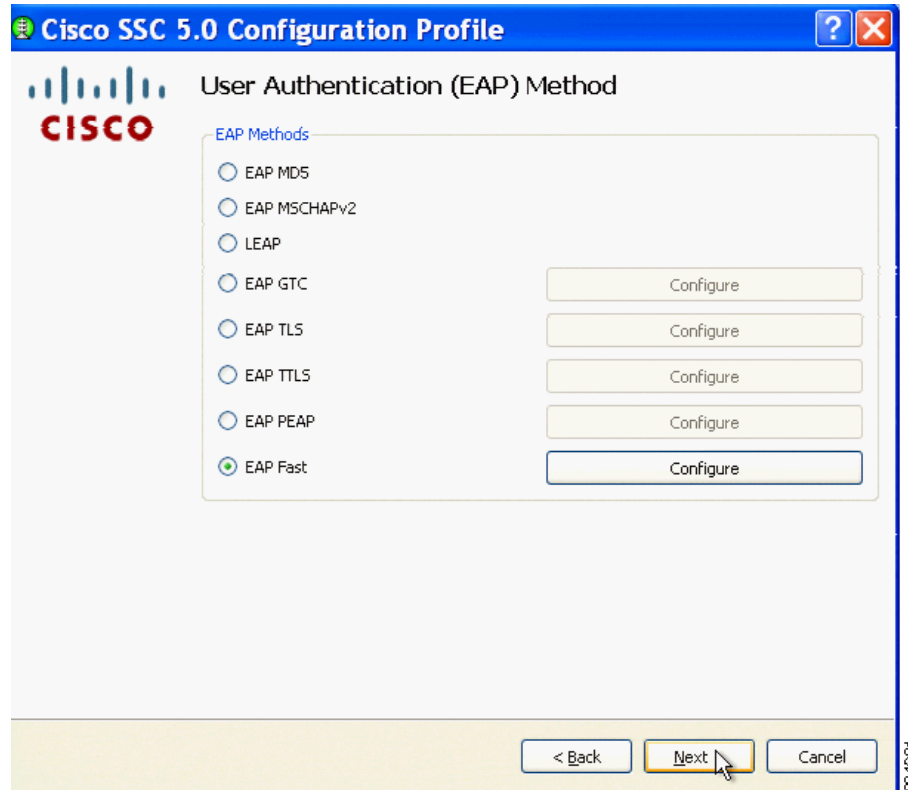 Cisco SSC 5.0 Configuration Profile
CISCO
User Authentication (EAP) Method
EAP Methods
EAP MD5
EAP MSCHAPv2
LEAP
EAP GTC Configure
EAP TLS Configure
EAP TTLS Configure
EAP PEAP Configure
EAP Fast Configure
< Back Next Cancel